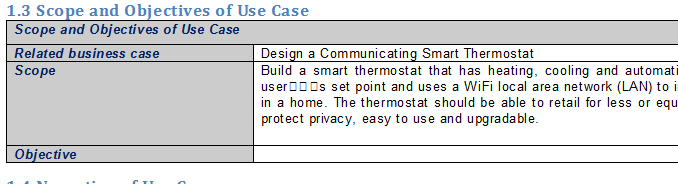 1.3 Scope and Objectives of Use Case
Scope and Objectives of Use Case
Related business case Design a Communicating Smart Thermostat
Scope Build a smart thermostat that has heating, cooling and automati
user□□□s set point and uses a WiFi local area network (LAN) to i
in a home. The thermostat should be able to retail for less or equ
protect privacy, easy to use and upgradable.
Objective